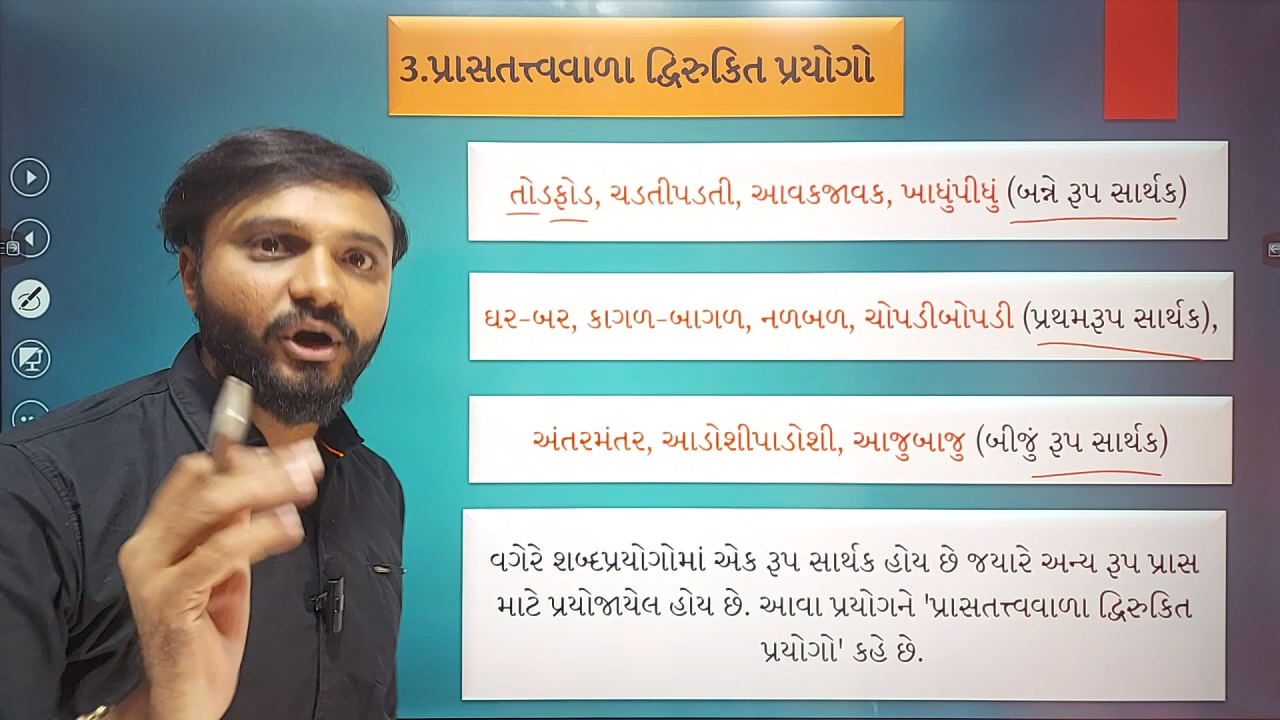 3.પ્રાસતત્ત્વવાળા દ્વિરુકિત પ્રયોગો
તોડફોડ, ચડતીપડતી, આવકજાવક, ખાધુંપીધું (બન્ને રૂપ સાર્થક)
ઘર-બર, કાગળ-બાગળ, નળબળ, ચોપડીબોપડી (પ્રથમરૂપ સાર્થક),
અંતરમંતર, આડોશીપાડોશી, આજુબાજુ (બીજું રૂપ સાર્થક)
વગેરે શબ્દપ્રયોગોમાં એક રૂપ સાર્થક હોય છે જયારે અન્ય રૂપ પ્રાસ
માટે પ્રયોજાયેલ હોય છે. આવા પ્રયોગને 'પ્રાસતત્ત્વવાળા દ્વિરુકિત
પ્રયોગો' કહે છે.